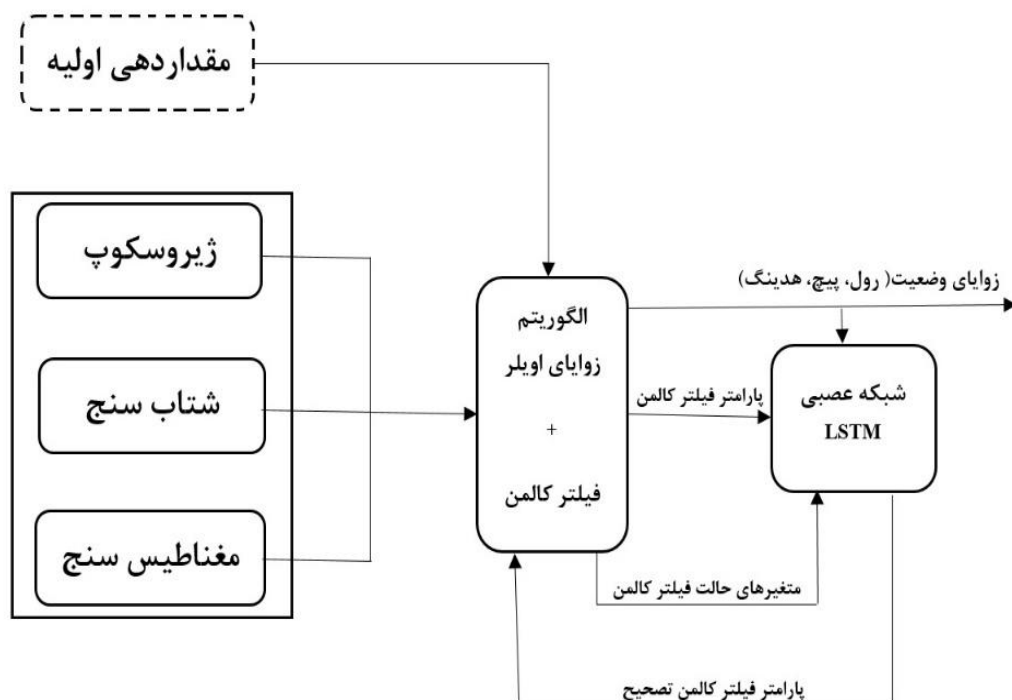 مقداردهی اولیه
ژیروسکوپ
شتاب سنج
مغناطیس سنج
الگوریتم
زوایای اویلر
+
فیلتر کالمن
زوایای وضعیت( رول، پیچ، هدینگ)
پارامتر فیلتر کالمن
شبکه عصبی
LSTM
متغیرهای حالت فیلتر کالمن
پارامتر فیلتر کالمن تصحیح